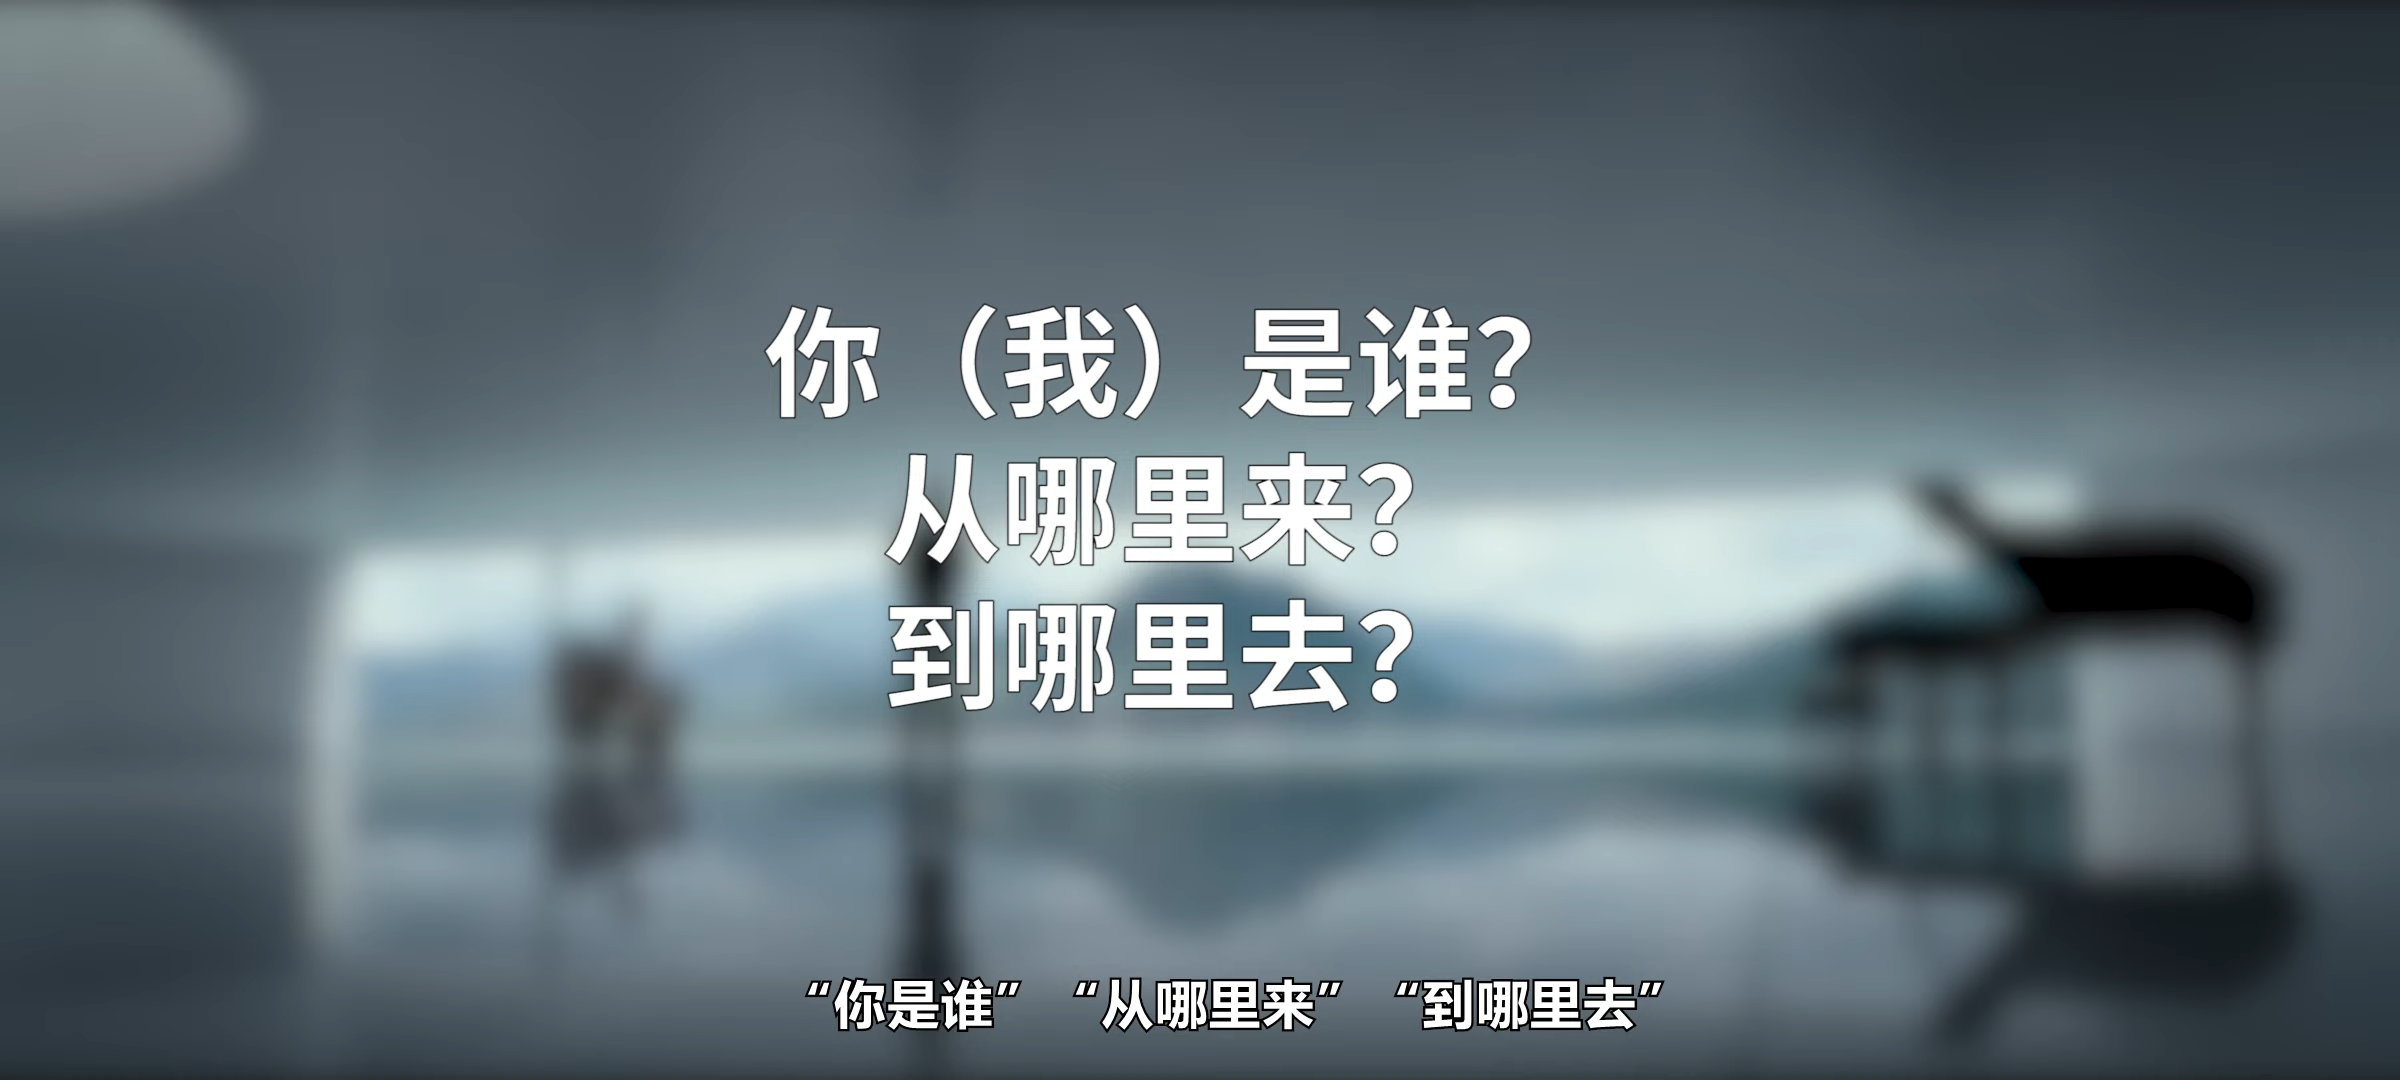 你（我）是谁？
从哪里来？
到哪里去？
“你是谁” “从哪里来” “到哪里去”